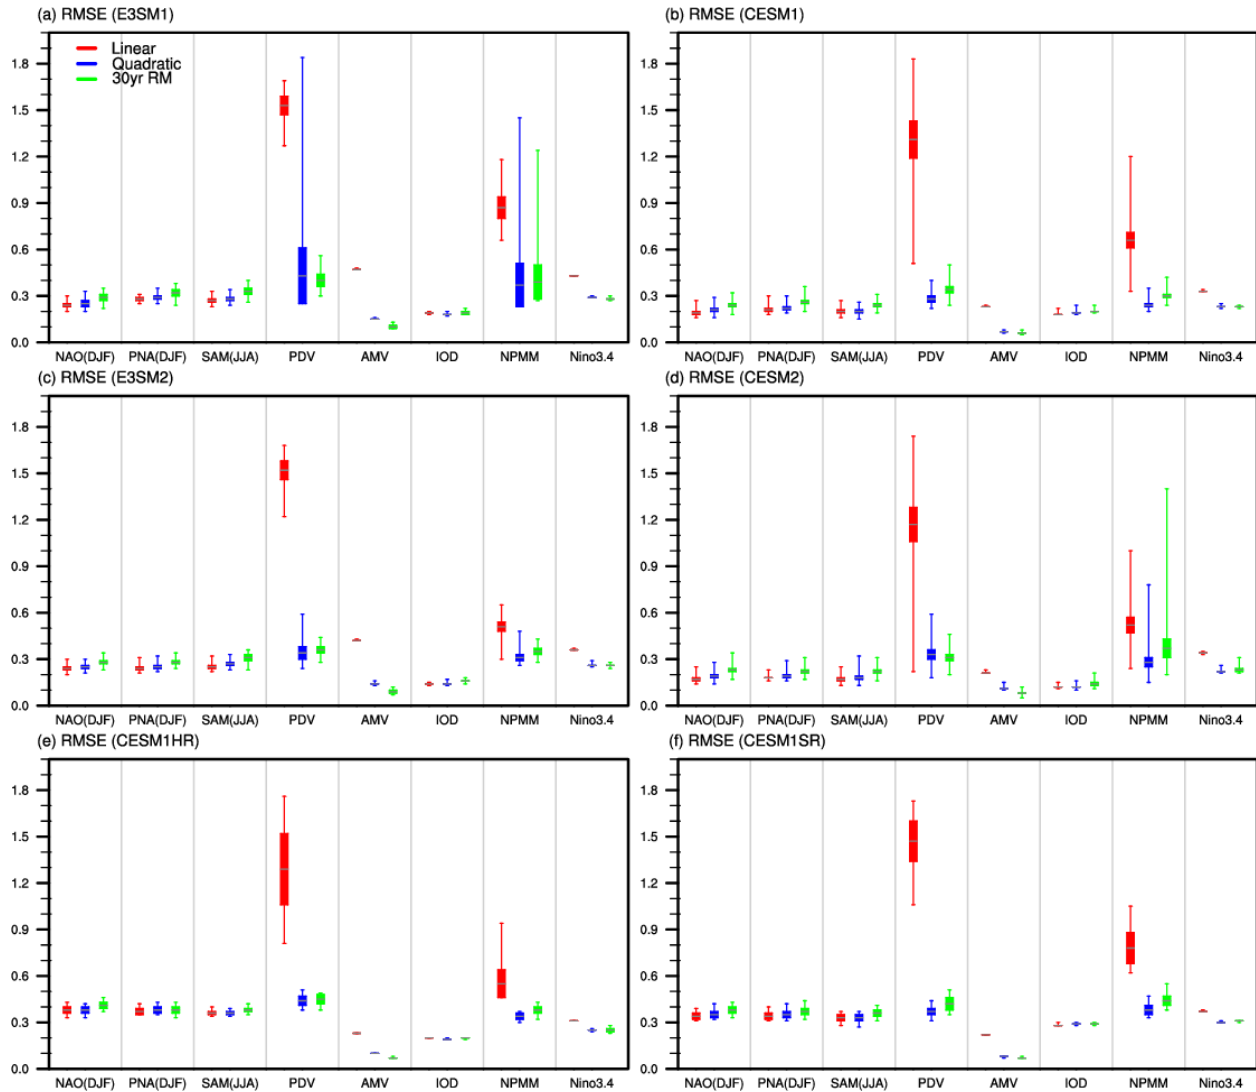 (a) RMSE (E3SM1)
Linear
Quadratic
30yr RM
1.8
1.5
1.2
0.9
0.6
0.3
0.0
NAO(DJF) PNA(DJF) SAM(JJA) PDV AMV IOD NPMM Nino3.4
(b) RMSE (CESM1)
1.8
1.5
1.2
0.9
0.6
0.3
0.0
NAO(DJF) PNA(DJF) SAM(JJA) PDV AMV IOD NPMM Nino3.4
(c) RMSE (E3SM2)
1.8
1.5
1.2
0.9
0.6
0.3
0.0
NAO(DJF) PNA(DJF) SAM(JJA) PDV AMV IOD NPMM Nino3.4
(d) RMSE (CESM2)
1.8
1.5
1.2
0.9
0.6
0.3
0.0
NAO(DJF) PNA(DJF) SAM(JJA) PDV AMV IOD NPMM Nino3.4
(e) RMSE (CESM1HR)
1.8
1.5
1.2
0.9
0.6
0.3
0.0
NAO(DJF) PNA(DJF) SAM(JJA) PDV AMV IOD NPMM Nino3.4
(f) RMSE (CESM1SR)
1.8
1.5
1.2
0.9
0.6
0.3
0.0
NAO(DJF) PNA(DJF) SAM(JJA) PDV AMV IOD NPMM Nino3.4